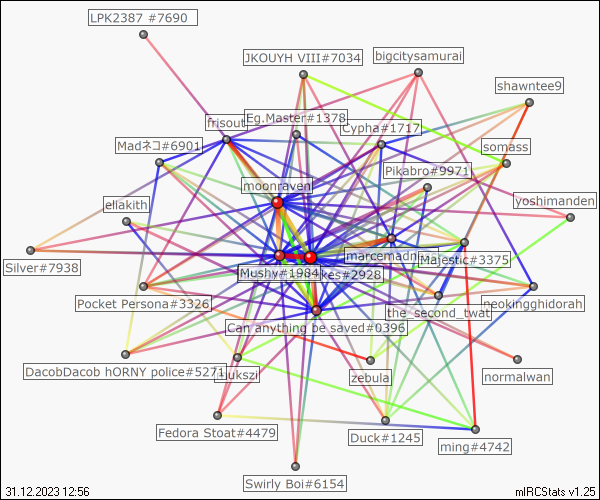 LPK2387 #7690
JKOUYH VIII#7034
bigcitysamurai
shawntee9
frisout
Eg.Master#1378
Cypha#1717
somass
Madネコ#6901
Pikabro#9971
moonraven
eliakith
yoshimanden
Silver#7938
Mushy#1984
kes#2928
marcemadn
Majestic#3375
Pocket Persona#3326
the_second_twat
neokingghidorah
Can anything be saved#0396
DacobDacob hORNY police#5271
ujukszi
zebula
normalwan
Fedora Stoat#4479
Duck#1245
ming#4742
Swirly Boi#6154
31.12.2023 12:56
mIRCStats v1.25